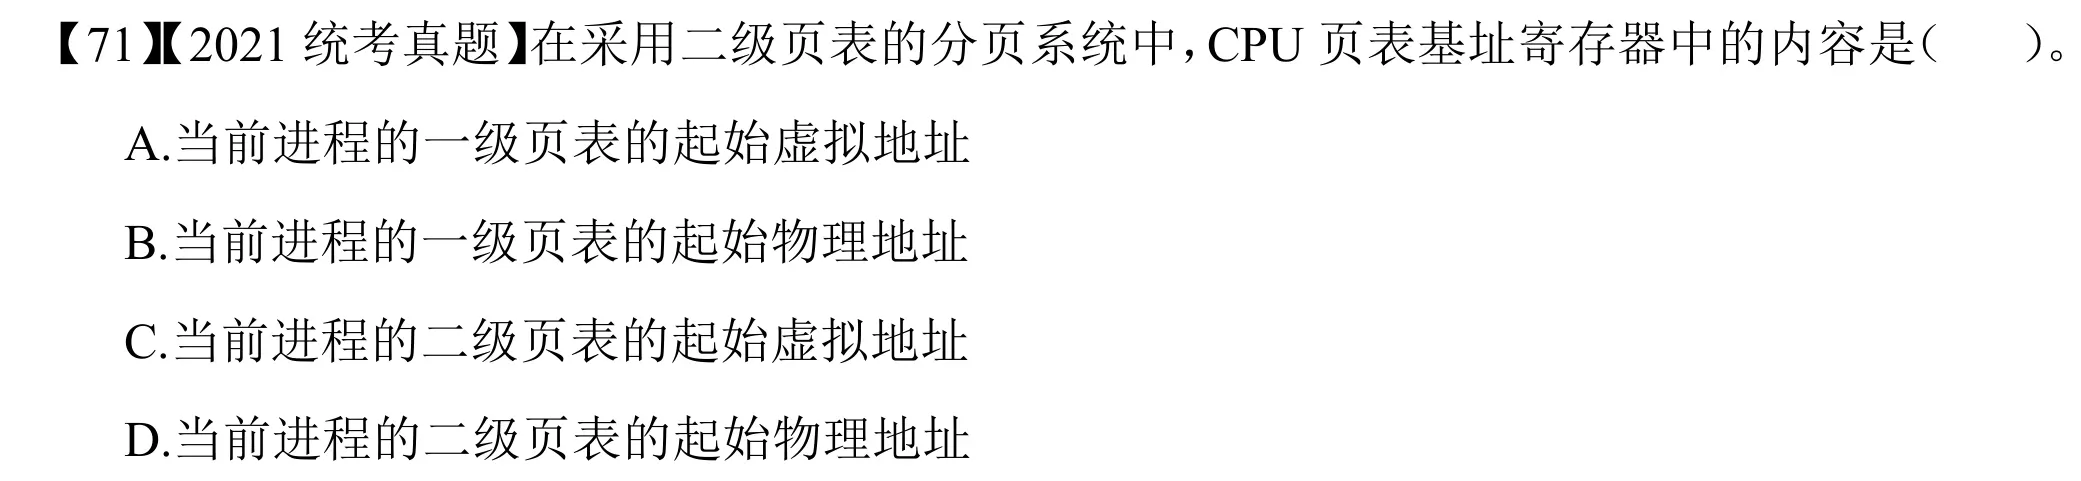 【71】【2021 统考真题】在采用二级页表的分页系统中，CPU 页表基址寄存器中的内容是（　　）。
A.当前进程的一级页表的起始虚拟地址
B.当前进程的一级页表的起始物理地址
C.当前进程的二级页表的起始虚拟地址
D.当前进程的二级页表的起始物理地址